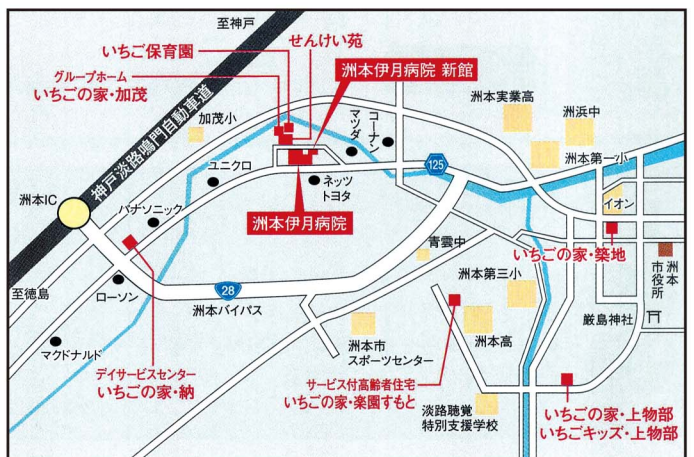 至神戸
いちご保育園
せんけい苑
グループホーム
いちごの家・加茂
洲本伊月病院 新館
神戸淡路鳴門自動車道
加茂小
マツダ
コーナン
洲本実業高
洲浜中
洲本第一小
125
ユニクロ
ネッツ
トヨタ
洲本IC
パナソニック
洲本伊月病院
イオン
青雲中
いちごの家・築地
洲本
市役所
至徳島
ローソン
28
洲本バイパス
洲本第三小
厳島神社
マクドナルド
洲本市
スポーツセンター
洲本高
デイサービスセンター
いちごの家・納
サービス付高齢者住宅
いちごの家・楽園すもと
淡路聴覚
特別支援学校
いちごの家・上物部
いちごキッズ・上物部